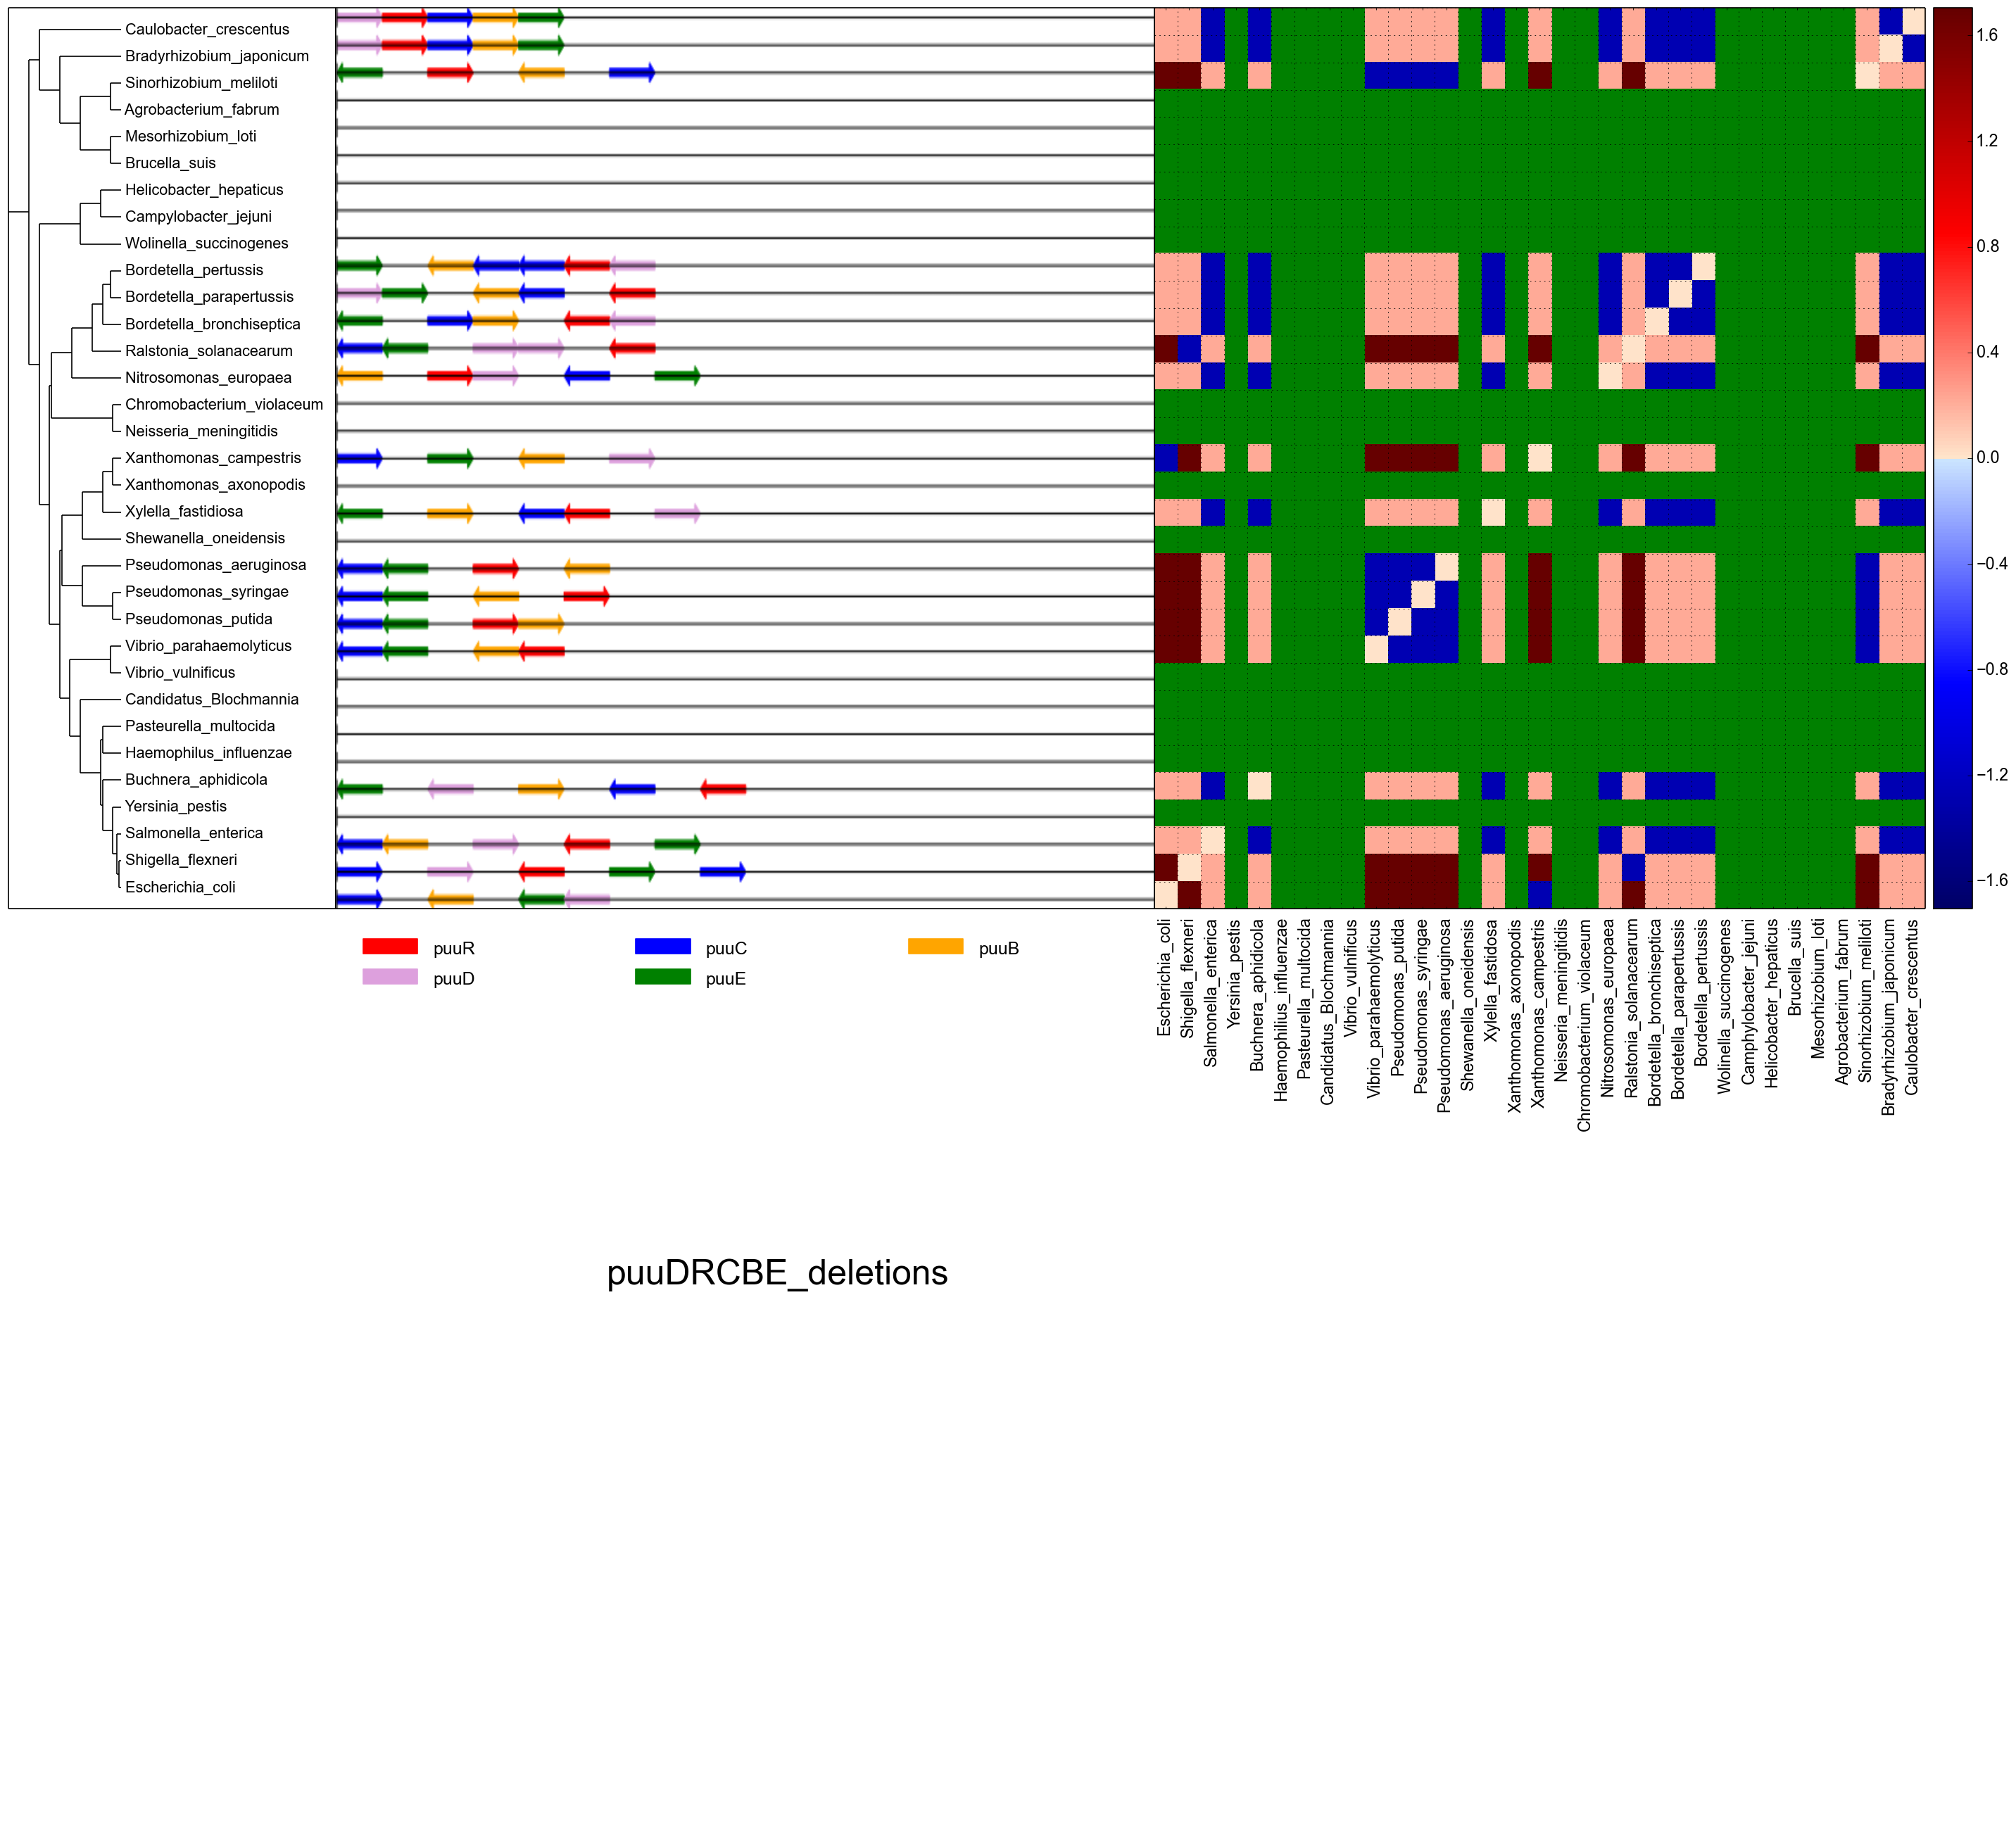 Caulobacter_crescentus
Bradyrhizobium_japonicum
Sinorhizobium_meliloti
Agrobacterium_fabrum
Mesorhizobium_loti
Brucella_suis
Helicobacter_hepaticus
Campylobacter_jejuni
Wolinella_succinogenes
Bordetella_pertussis
Bordetella_parapertussis
Bordetella_bronchiseptica
Ralstonia_solanacearum
Nitrosomonas_europaea
Chromobacterium_violaceum
Neisseria_meningitidis
Xanthomonas_campestris
Xanthomonas_axonopodis
Xylella_fastidiosa
Shewanella_oneidensis
Pseudomonas_aeruginosa
Pseudomonas_syringae
Pseudomonas_putida
Vibrio_parahaemolyticus
Vibrio_vulnificus
Candidatus_Blochmannia
Pasteurella_multocida
Haemophilus_influenzae
Buchnera_aphidicola
Yersinia_pestis
Salmonella_enterica
Shigella_flexneri
Escherichia_coli
1.6
1.2
0.8
0.4
0.0
−0.4
−0.8
−1.2
−1.6
Escherichia_coli
Shigella_flexneri
Salmonella_enterica
Yersinia_pestis
Buchnera_aphidicola
Haemophilius_influenzae
Pasteurella_multocida
Candidatus_Blochmannia
Vibrio_vulnificus
Vibrio_parahaemolyticus
Pseudomonas_putida
Pseudomonas_syringae
Pseudomonas_aeruginosa
Shewanella_oneidensis
Xylella_fastidosa
Xanthomonas_axonopodis
Xanthomonas_campestris
Neisseria_meningitidis
Chromobacterium_violaceum
Nitrosomonas_europaea
Ralstonia_solanacearum
Bordetella_bronchiseptica
Bordetella_parapertussis
Bordetella_pertussis
Wolinella_succinogenes
Camphylobacter_jejuni
Helicobacter_hepaticus
Brucella_suis
Mesorhizobium_loti
Agrobacterium_fabrum
Sinorhizobium_meliloti
Bradyrhizobium_japonicum
Caulobacter_crescentus
puuR puuC puuB
puuD puuE
puuDRCBE_deletions